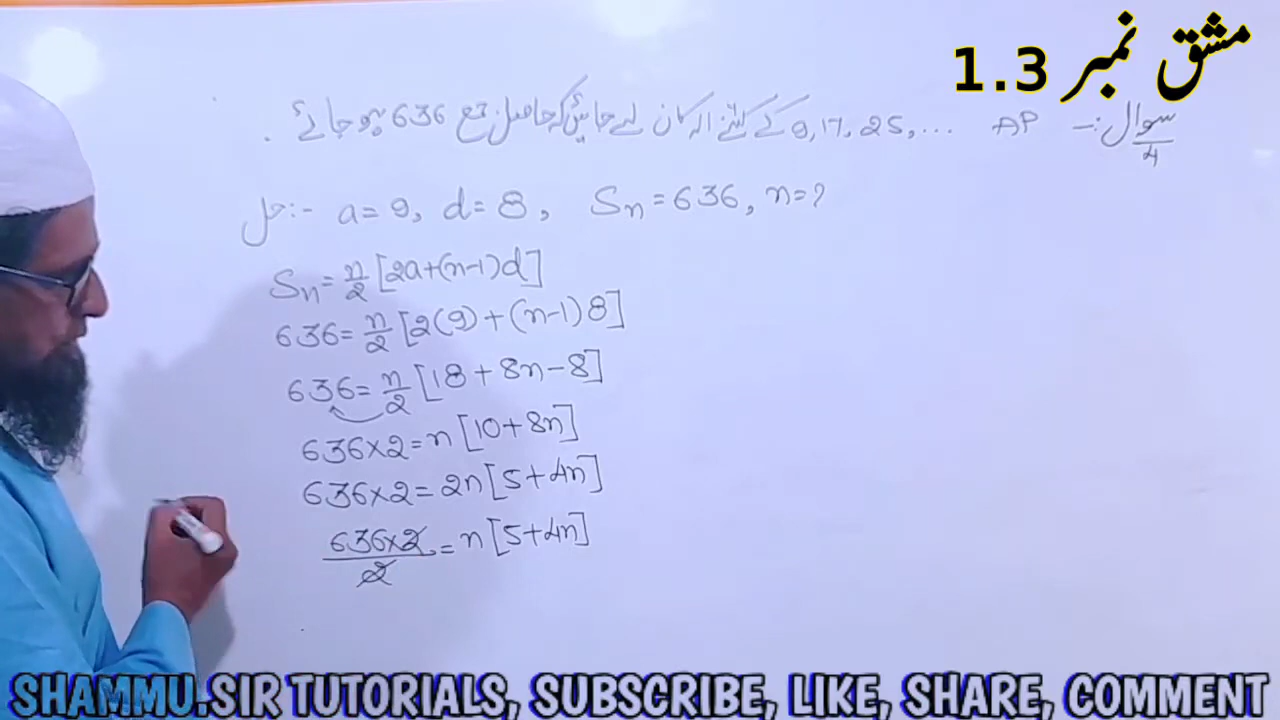 مشق نمبر 1.3
سوال 4 :- AP 9, 17, 25, ... کے کتنے ارکان لیے جائیں کہ حاصل جمع 636 ہو جائے .
حل :- a = 9, d = 8, Sn = 636, n = ?
Sn = n/2 [2a+(n-1)d]
636 = n/2 [2(9) + (n-1) 8]
636 = n/2 [18 + 8n - 8]
636×2 = n [10 + 8n]
636×2 = 2n [5 + 4n]
636×2/2 = n [5 + 4n]
SHAMMU.SIR TUTORIALS, SUBSCRIBE, LIKE, SHARE, COMMENT